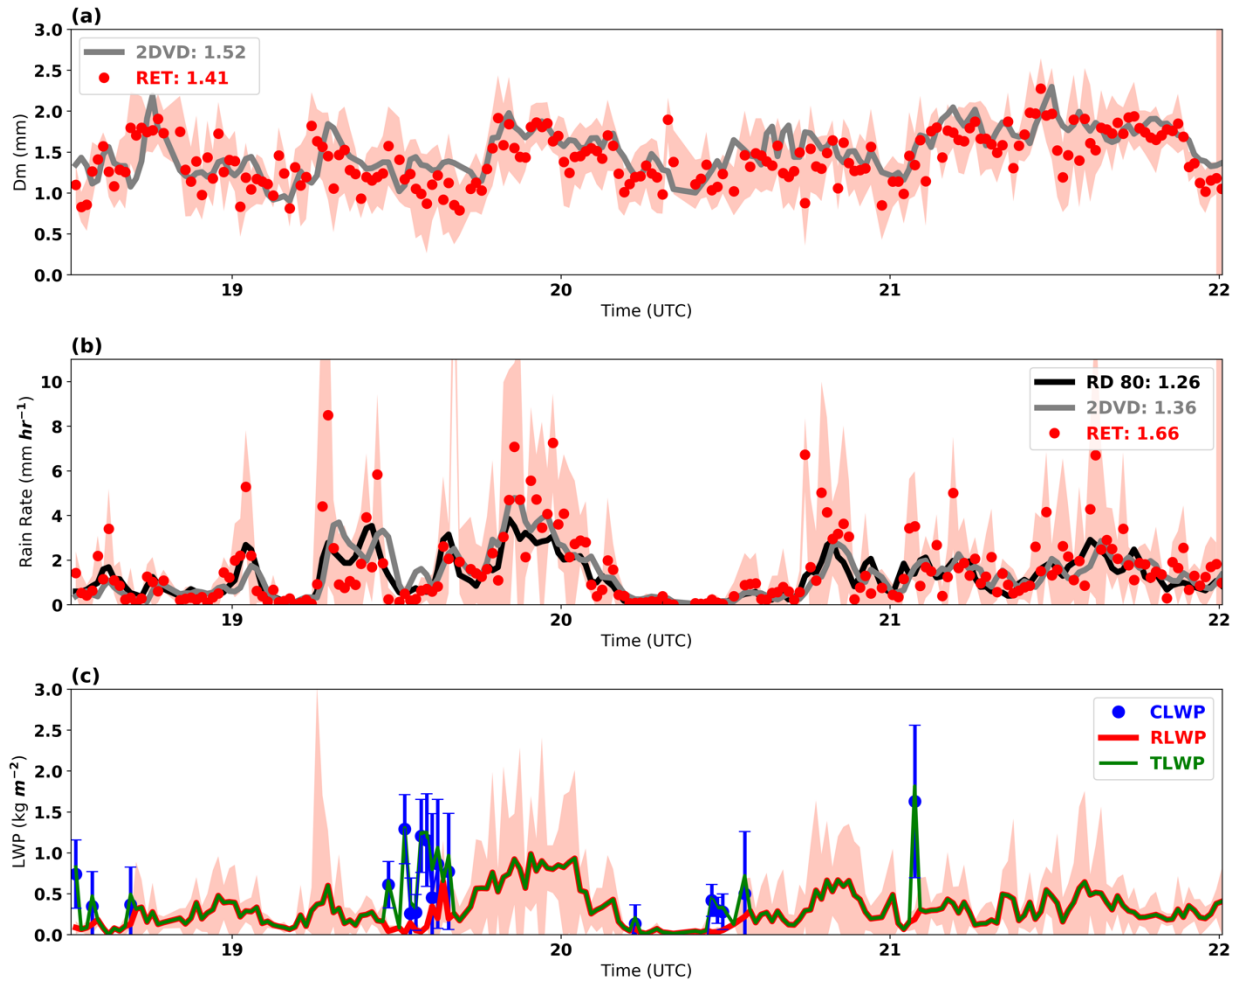 (a)
3.0
2.5
2.0
1.5
1.0
0.5
0.0
Dm (mm)
2DVD: 1.52
RET: 1.41
19
20
21
22
Time (UTC)
(b)
10
8
6
4
2
0
Rain Rate (mm hr⁻¹)
RD 80: 1.26
2DVD: 1.36
RET: 1.66
19
20
21
22
Time (UTC)
(c)
3.0
2.5
2.0
1.5
1.0
0.5
0.0
LWP (kg m⁻²)
CLWP
RLWP
TLWP
19
20
21
22
Time (UTC)